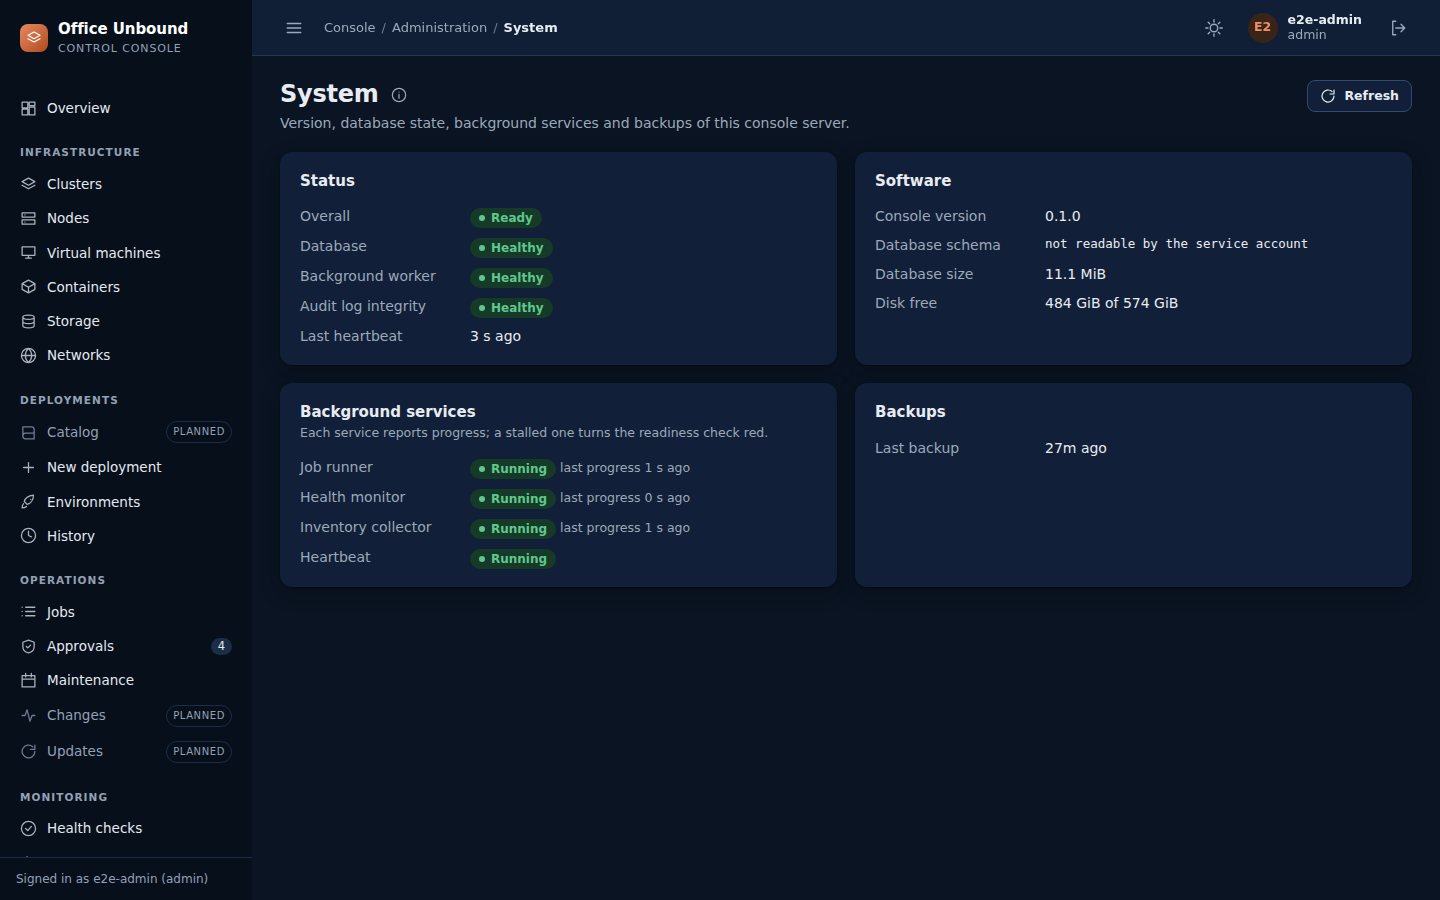 Office Unbound
CONTROL CONSOLE
Overview
INFRASTRUCTURE
Clusters
Nodes
Virtual machines
Containers
Storage
Networks
DEPLOYMENTS
Catalog PLANNED
New deployment
Environments
History
OPERATIONS
Jobs
Approvals 4
Maintenance
Changes PLANNED
Updates PLANNED
MONITORING
Health checks
Signed in as e2e-admin (admin)
Console / Administration / System
E2 e2e-admin
admin
System
Version, database state, background services and backups of this console server.
Refresh
Status
Overall Ready
Database Healthy
Background worker Healthy
Audit log integrity Healthy
Last heartbeat 3 s ago
Software
Console version 0.1.0
Database schema not readable by the service account
Database size 11.1 MiB
Disk free 484 GiB of 574 GiB
Background services
Each service reports progress; a stalled one turns the readiness check red.
Job runner Running last progress 1 s ago
Health monitor Running last progress 0 s ago
Inventory collector Running last progress 1 s ago
Heartbeat Running
Backups
Last backup 27m ago